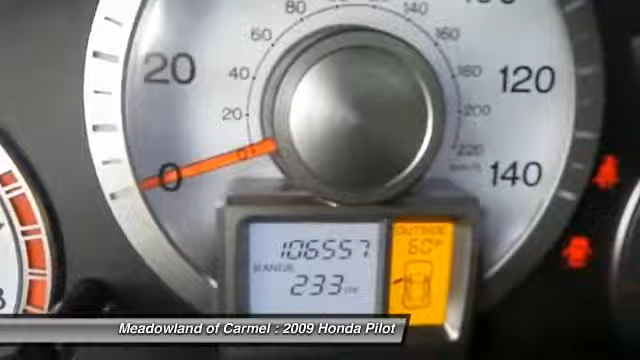 80 140
60 160
40 180
20 200
220
km/h
20 120
0 140
106557
RANGE
233
OUTSIDE
60°
Meadowland of Carmel : 2009 Honda Pilot